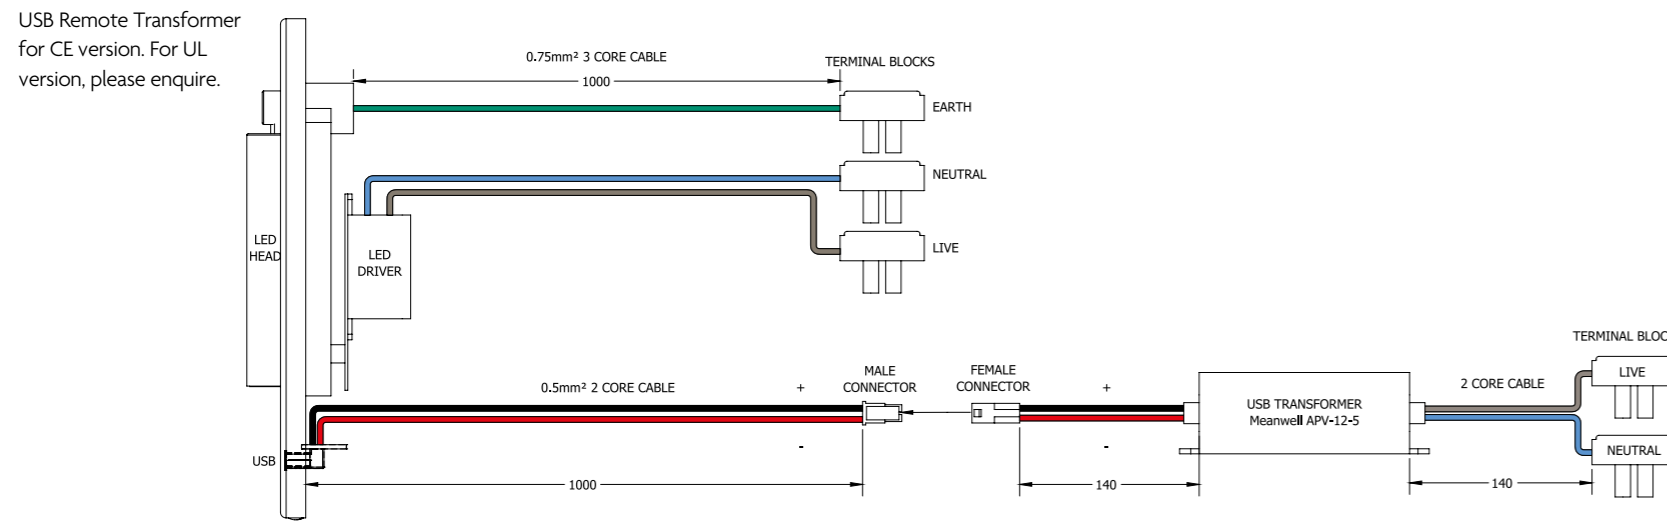 USB Remote Transformer
for CE version. For UL
version, please enquire.
0.75mm² 3 CORE CABLE
1000
TERMINAL BLOCKS
EARTH
NEUTRAL
LIVE
LED
HEAD
LED
DRIVER
0.5mm² 2 CORE CABLE
+
-
MALE
CONNECTOR
FEMALE
CONNECTOR
+
-
USB TRANSFORMER
Meanwell APV-12-5
2 CORE CABLE
TERMINAL BLOC
LIVE
NEUTRAL
USB
1000
140
140